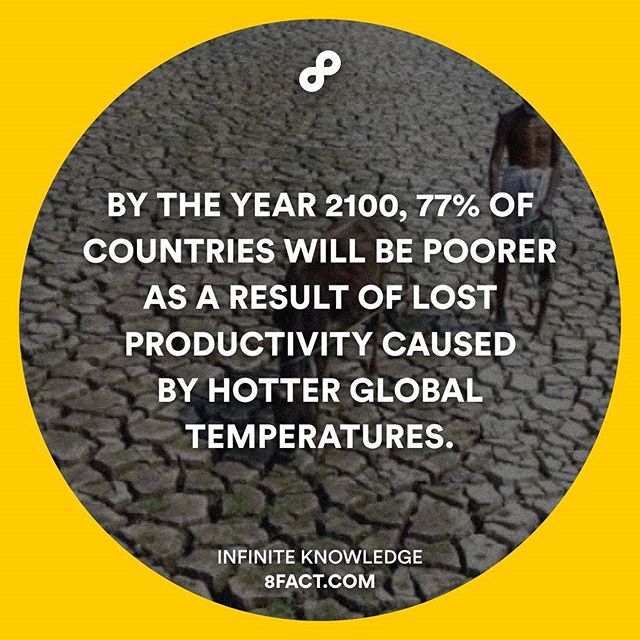 BY THE YEAR 2100, 77% OF
COUNTRIES WILL BE POORER
AS A RESULT OF LOST
PRODUCTIVITY CAUSED
BY HOTTER GLOBAL
TEMPERATURES.
INFINITE KNOWLEDGE
8FACT.COM